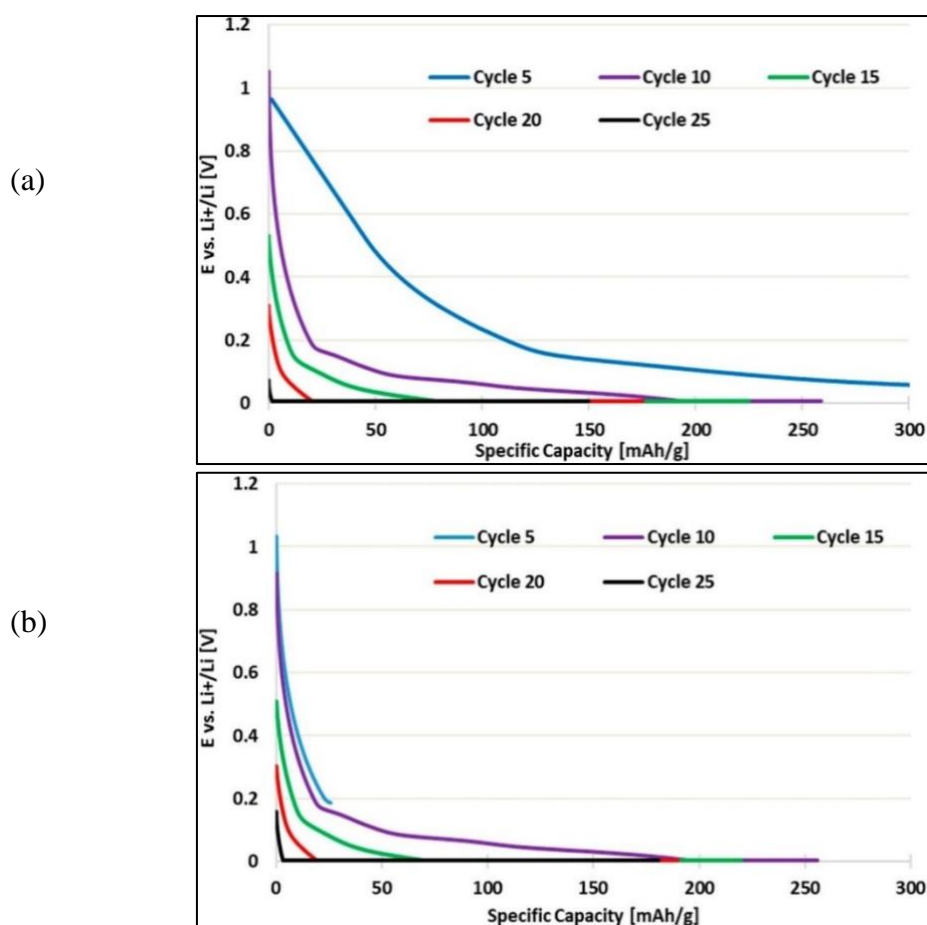 (a)
1.2
1
0.8
0.6
0.4
0.2
0
E vs. Li+/Li [V]
Cycle 5 Cycle 10 Cycle 15
Cycle 20 Cycle 25
0 50 100 150 200 250 300
Specific Capacity [mAh/g]
(b)
1.2
1
0.8
0.6
0.4
0.2
0
E vs. Li+/Li [V]
Cycle 5 Cycle 10 Cycle 15
Cycle 20 Cycle 25
0 50 100 150 200 250 300
Specific Capacity [mAh/g]